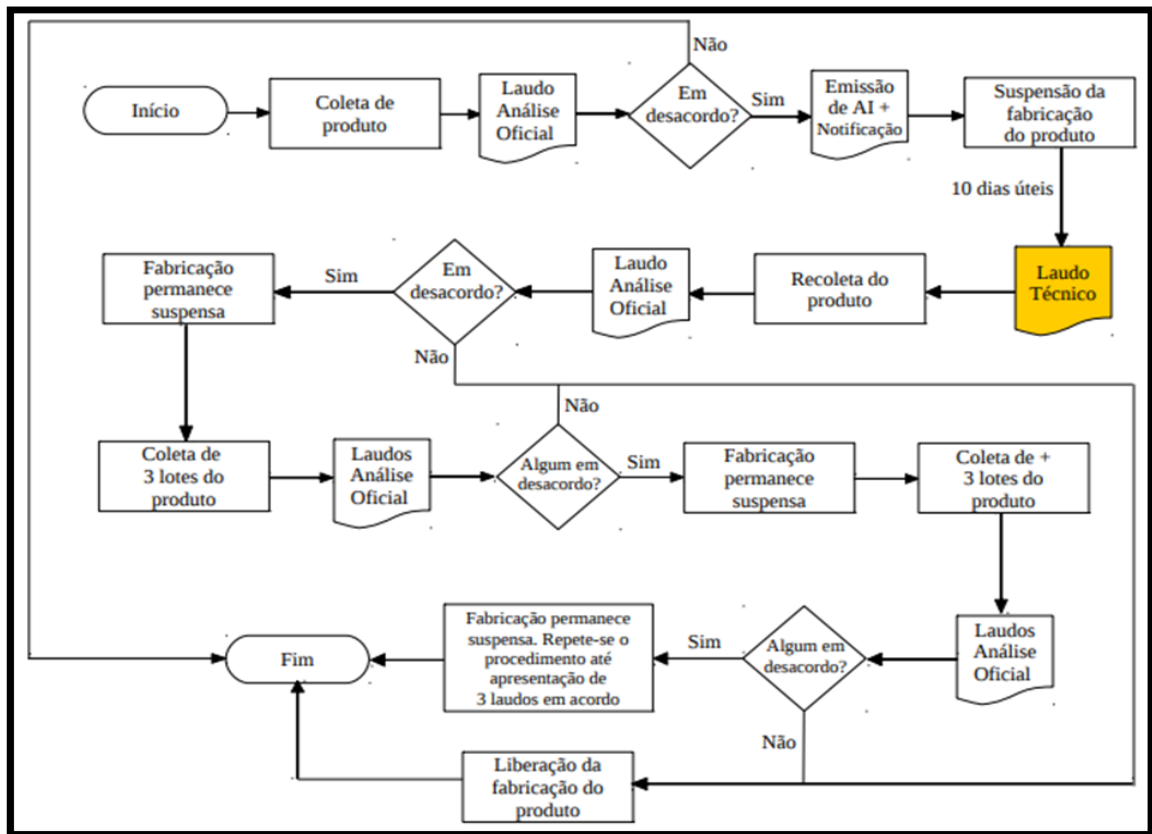 Não
Início
Coleta de
produto
Laudo
Análise
Oficial
Em
desacordo?
Sim
Emissão
de AI +
Notificação
Suspensão da
fabricação
do produto
10 dias úteis
Laudo
Técnico
Recoleta do
produto
Laudo
Análise
Oficial
Em
desacordo?
Sim
Fabricação
permanece
suspensa
Não
Não
Coleta de
3 lotes do
produto
Laudos
Análise
Oficial
Algum em
desacordo?
Sim
Fabricação
permanece
suspensa
Coleta de +
3 lotes do
produto
Laudos
Análise
Oficial
Algum em
desacordo?
Sim
Fabricação permanece
suspensa. Repete-se o
procedimento até
apresentação de
3 laudos em acordo
Fim
Não
Liberação da
fabricação do
produto